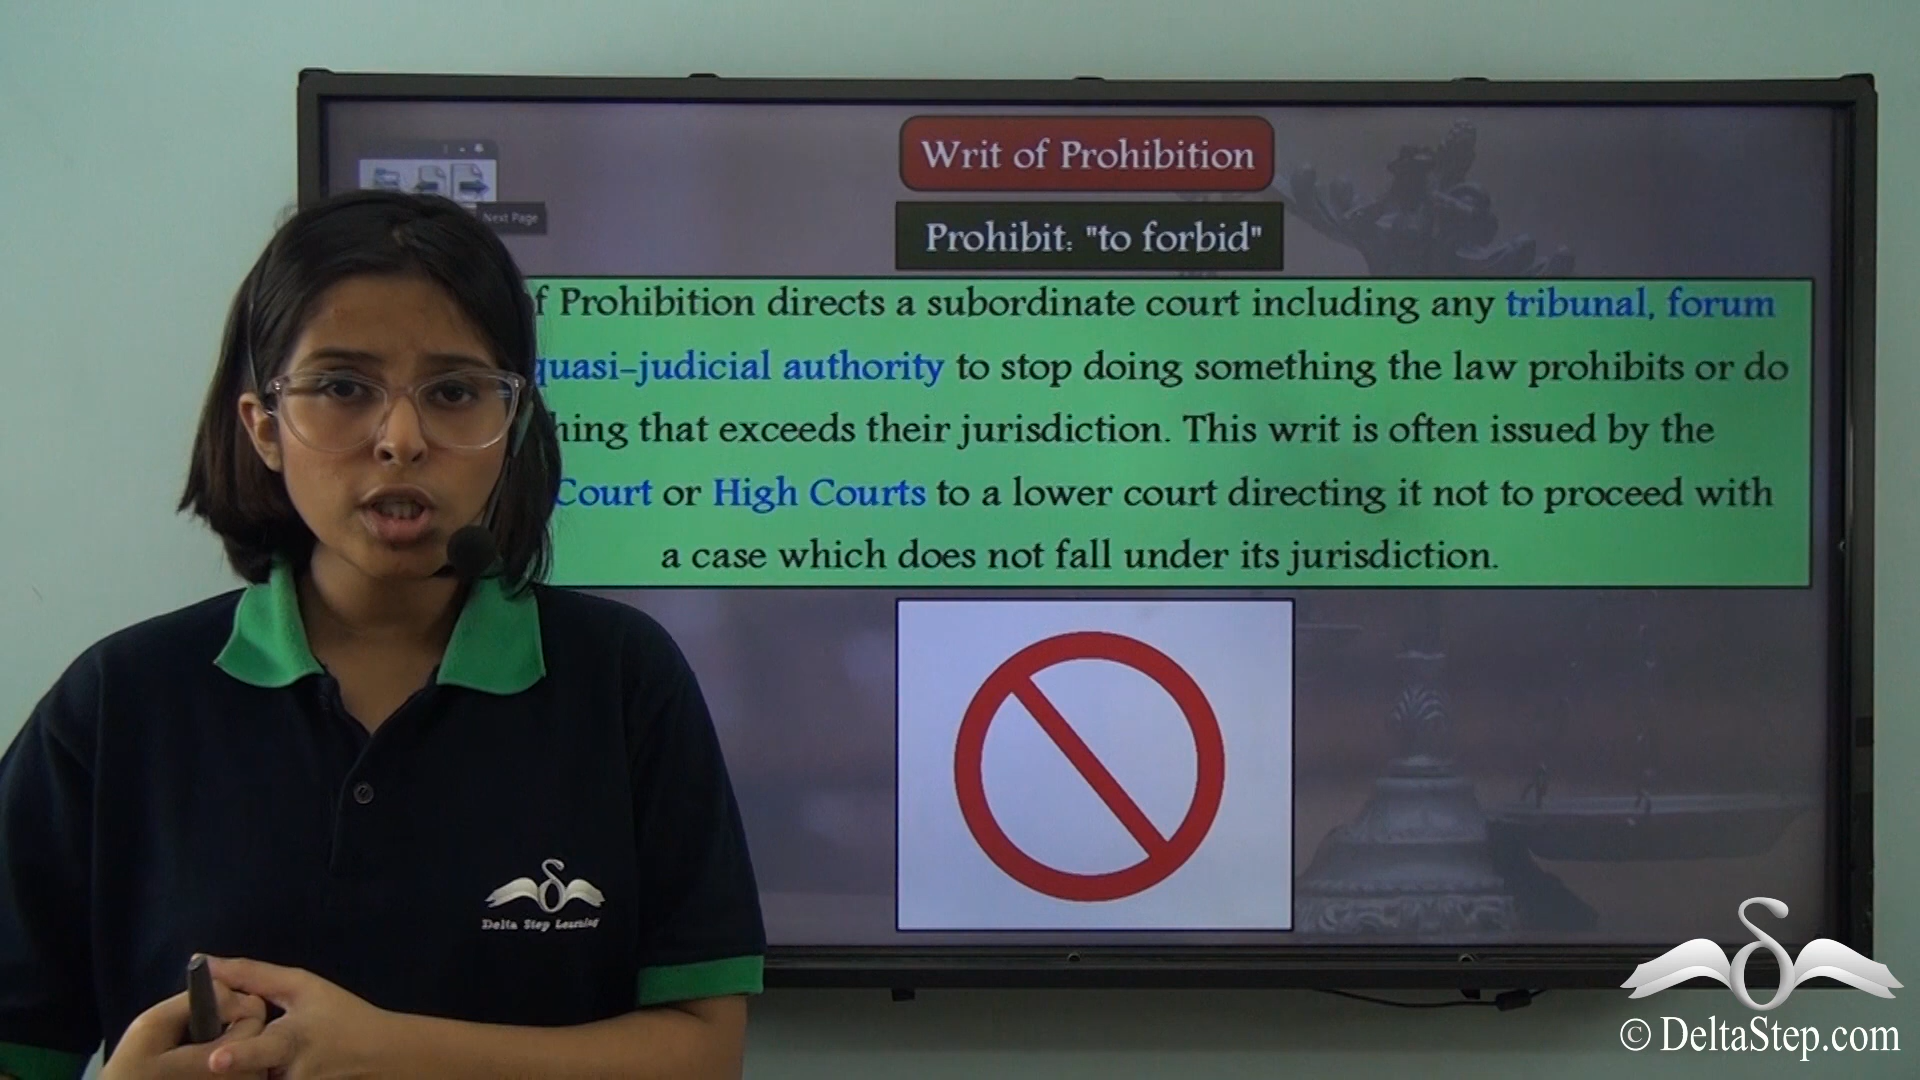 Writ of Prohibition
Next Page
Prohibit: "to forbid"
f Prohibition directs a subordinate court including any tribunal, forum
quasi-judicial authority to stop doing something the law prohibits or do
hing that exceeds their jurisdiction. This writ is often issued by the
Court or High Courts to a lower court directing it not to proceed with
a case which does not fall under its jurisdiction.
Delta Step Learning
© DeltaStep.com